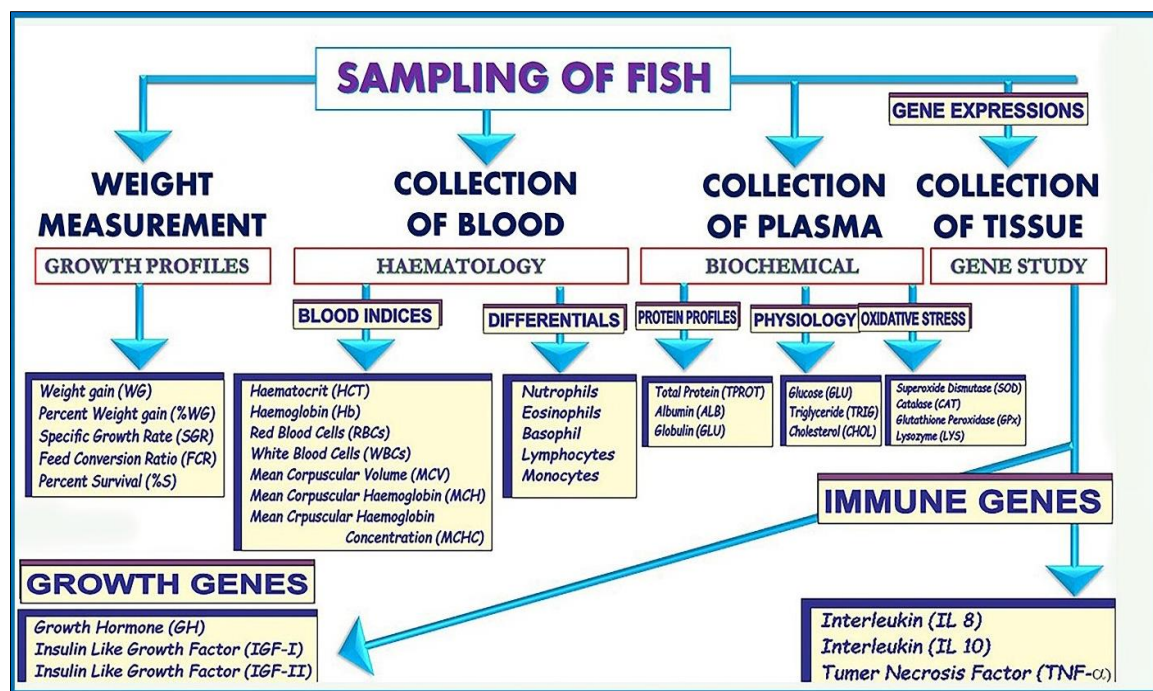 SAMPLING OF FISH
GENE EXPRESSIONS
WEIGHT
MEASUREMENT
COLLECTION
OF BLOOD
COLLECTION
OF PLASMA
COLLECTION
OF TISSUE
GROWTH PROFILES
HAEMATOLOGY
BIOCHEMICAL
GENE STUDY
BLOOD INDICES
DIFFERENTIALS
PROTEIN PROFILES
PHYSIOLOGY
OXIDATIVE STRESS
Weight gain (WG)
Percent Weight gain (%WG)
Specific Growth Rate (SGR)
Feed Conversion Ratio (FCR)
Percent Survival (%S)
Haematocrit (HCT)
Haemoglobin (Hb)
Red Blood Cells (RBCs)
White Blood Cells (WBCs)
Mean Corpuscular Volume (MCV)
Mean Corpuscular Haemoglobin (MCH)
Mean Crpuscular Haemoglobin
Concentration (MCHC)
Nutrophils
Eosinophils
Basophil
Lymphocytes
Monocytes
Total Protein (TPROT)
Albumin (ALB)
Globulin (GLU)
Glucose (GLU)
Triglyceride (TRIG)
Cholesterol (CHOL)
Superoxide Dismutase (SOD)
Catalase (CAT)
Glutathione Peroxidase (GPx)
Lysozyme (LYS)
IMMUNE GENES
GROWTH GENES
Growth Hormone (GH)
Insulin Like Growth Factor (IGF-I)
Insulin Like Growth Factor (IGF-II)
Interleukin (IL 8)
Interleukin (IL 10)
Tumer Necrosis Factor (TNF-α)